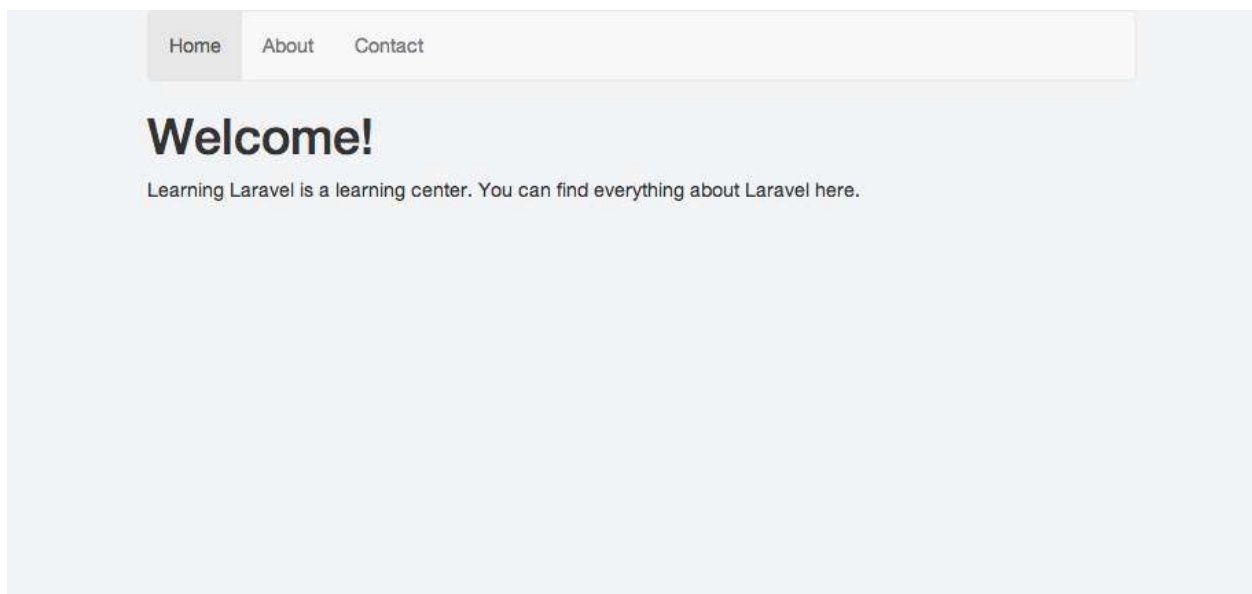 Home About Contact
Welcome!
Learning Laravel is a learning center. You can find everything about Laravel here.